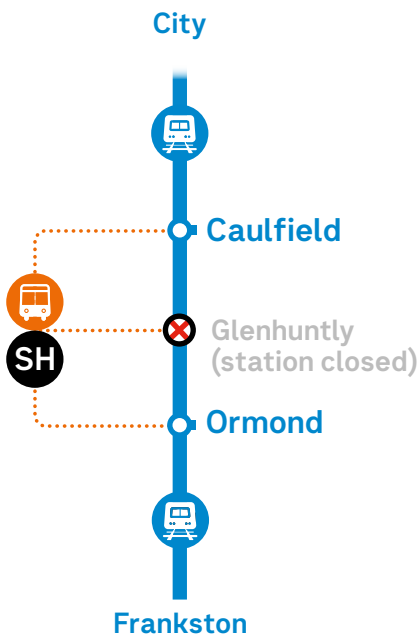 City
Caulfield
Glenhuntly
(station closed)
SH
Ormond
Frankston